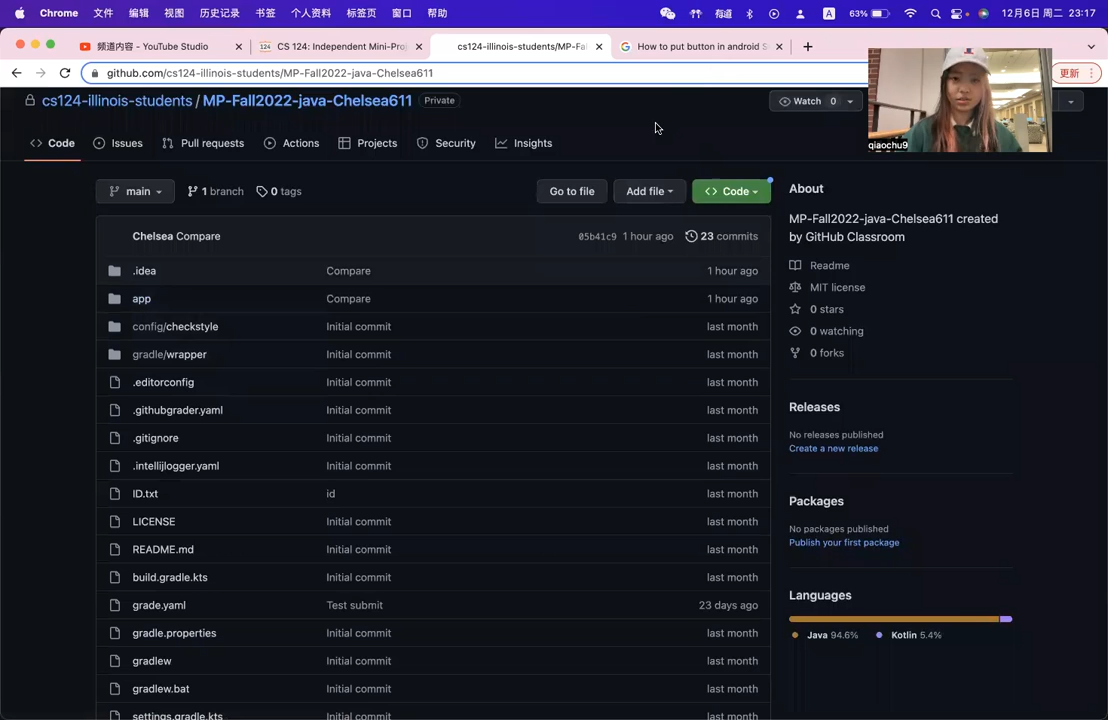 Chrome 文件 编辑 视图 历史记录 书签 个人资料 标签页 窗口 帮助 有道 A 63% 12月6日 周二 23:17
频道内容 - YouTube Studio CS 124: Independent Mini-Proj cs124-illinois-students/MP-Fal How to put button in android S
github.com/cs124-illinois-students/MP-Fall2022-java-Chelsea611 更新
cs124-illinois-students / MP-Fall2022-java-Chelsea611 Private Watch 0
qiaochu9
Code Issues Pull requests Actions Projects Security Insights
main 1 branch 0 tags Go to file Add file Code
Chelsea Compare 05b41c9 1 hour ago 23 commits
.idea Compare 1 hour ago
app Compare 1 hour ago
config/checkstyle Initial commit last month
gradle/wrapper Initial commit last month
.editorconfig Initial commit last month
.githubgrader.yaml Initial commit last month
.gitignore Initial commit last month
.intellijlogger.yaml Initial commit last month
ID.txt id last month
LICENSE Initial commit last month
README.md Initial commit last month
build.gradle.kts Initial commit last month
grade.yaml Test submit 23 days ago
gradle.properties Initial commit last month
gradlew Initial commit last month
gradlew.bat Initial commit last month
settings.gradle.kts Initial commit last month
About
MP-Fall2022-java-Chelsea611 created
by GitHub Classroom
Readme
MIT license
0 stars
0 watching
0 forks
Releases
No releases published
Create a new release
Packages
No packages published
Publish your first package
Languages
Java 94.6% Kotlin 5.4%